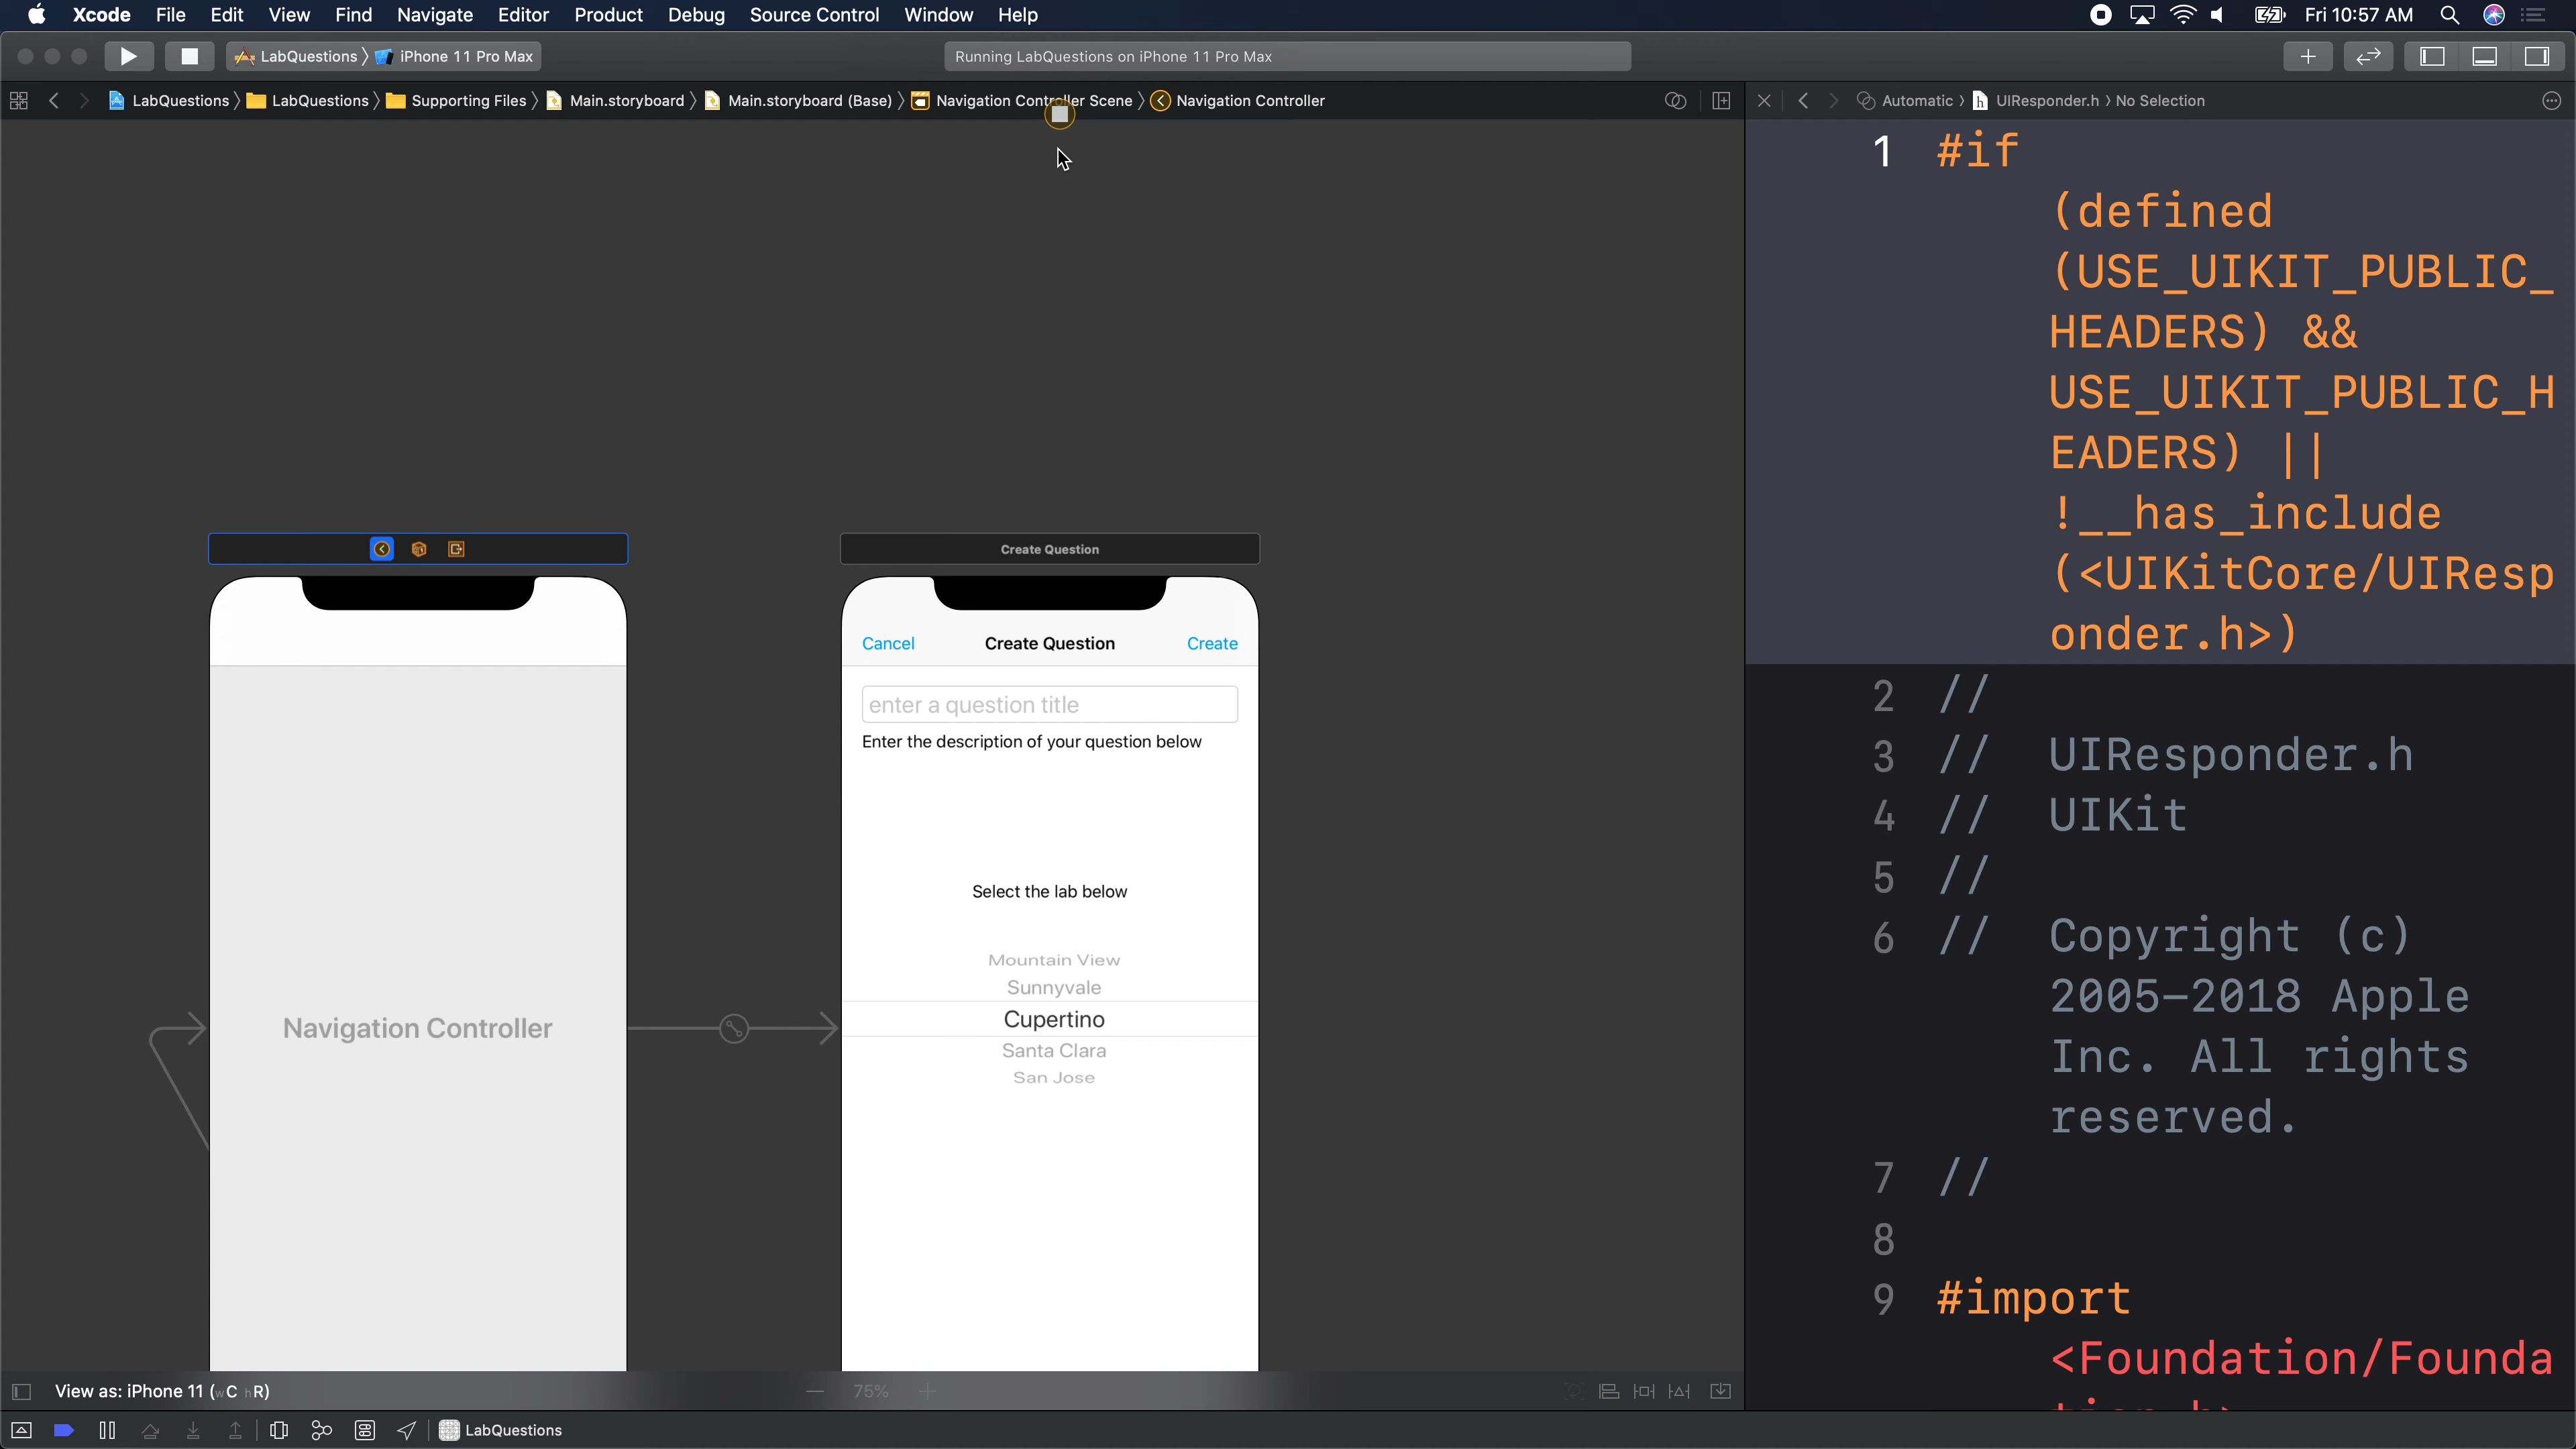 Xcode File Edit View Find Navigate Editor Product Debug Source Control Window Help
Fri 10:57 AM
LabQuestions 〉 iPhone 11 Pro Max
Running LabQuestions on iPhone 11 Pro Max
LabQuestions 〉 LabQuestions 〉 Supporting Files 〉 Main.storyboard 〉 Main.storyboard (Base) 〉 Navigation Controller Scene 〉 Navigation Controller
Automatic 〉 UIResponder.h 〉 No Selection
Create Question
Cancel Create Question Create
enter a question title
Enter the description of your question below
Select the lab below
Mountain View
Sunnyvale
Cupertino
Santa Clara
San Jose
Navigation Controller
1 #if
(defined
(USE_UIKIT_PUBLIC_
HEADERS) &&
USE_UIKIT_PUBLIC_H
EADERS) ||
!__has_include
(<UIKitCore/UIResp
onder.h>)
2 //
3 // UIResponder.h
4 // UIKit
5 //
6 // Copyright (c)
2005-2018 Apple
Inc. All rights
reserved.
7 //
8
9 #import
<Foundation/Founda
View as: iPhone 11 (wC hR)
75%
LabQuestions